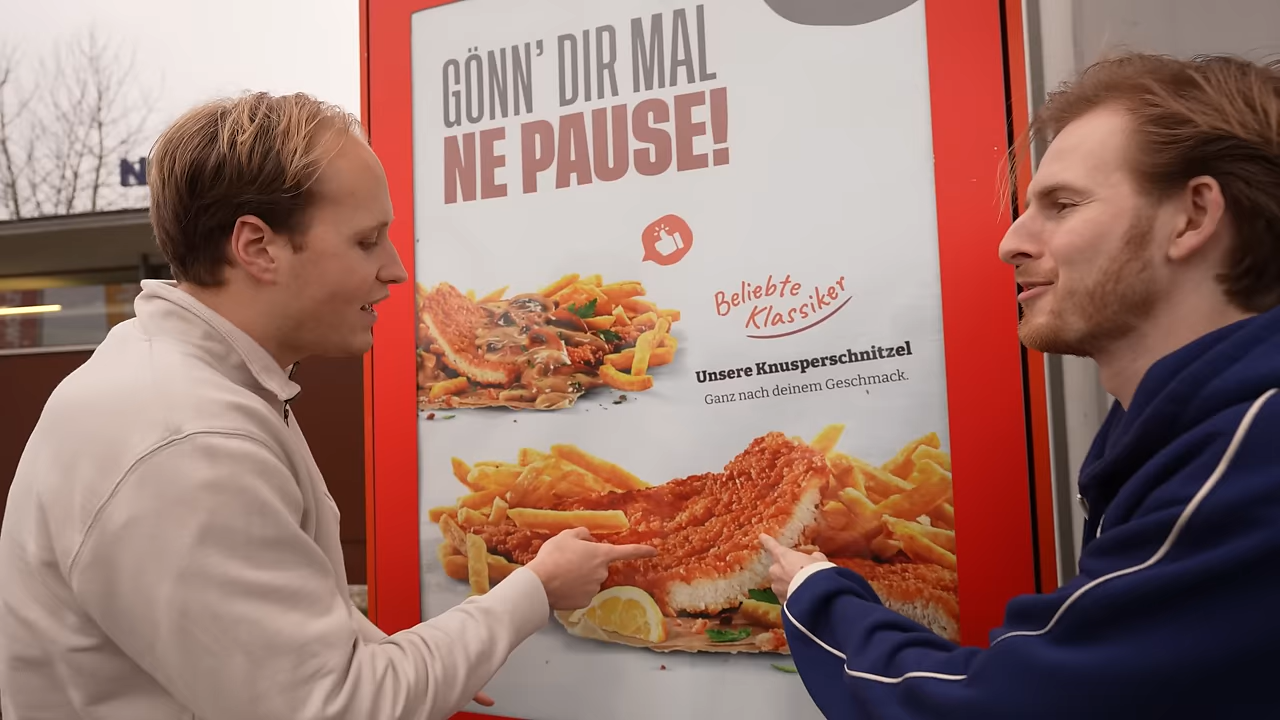 GÖNN' DIR MAL
NE PAUSE!
Beliebte
Klassiker
Unsere Knusperschnitzel
Ganz nach deinem Geschmack.